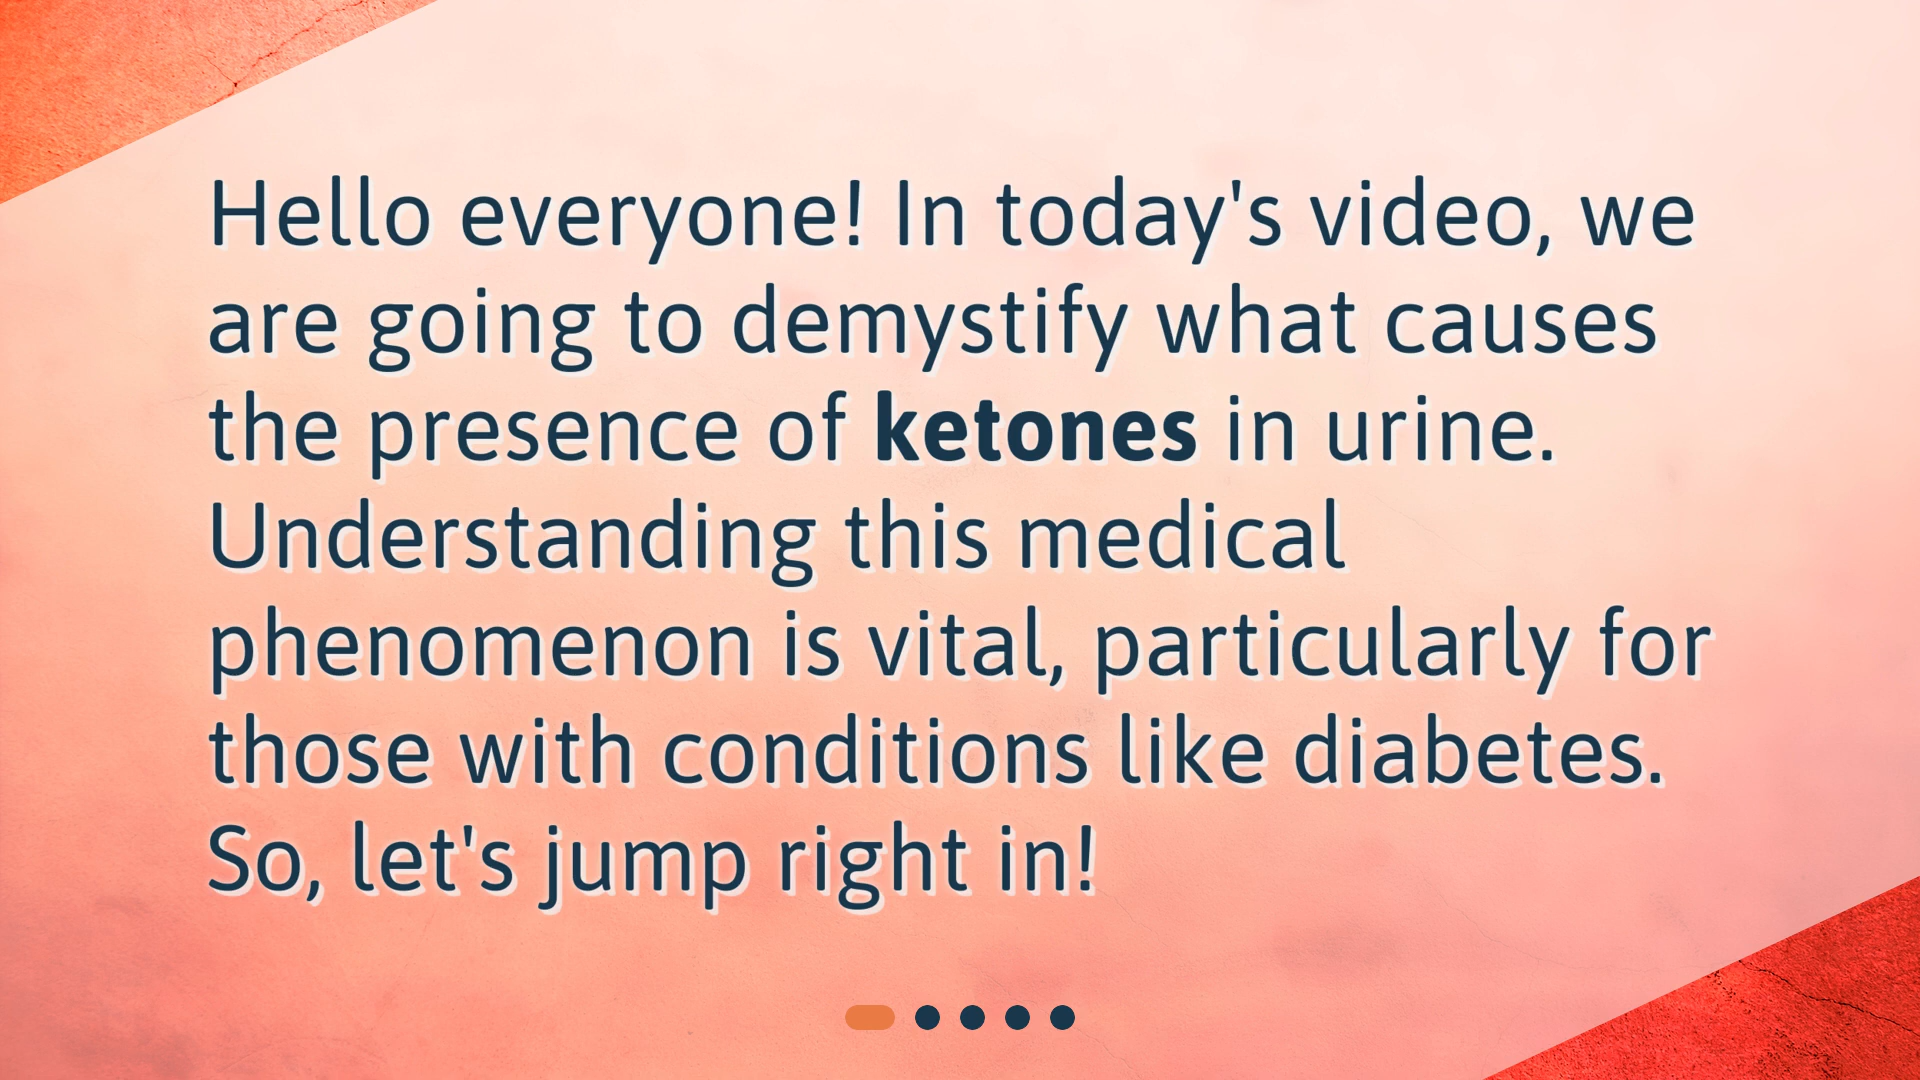 Hello everyone! In today's video, we
are going to demystify what causes
the presence of ketones in urine.
Understanding this medical
phenomenon is vital, particularly for
those with conditions like diabetes.
So, let's jump right in!